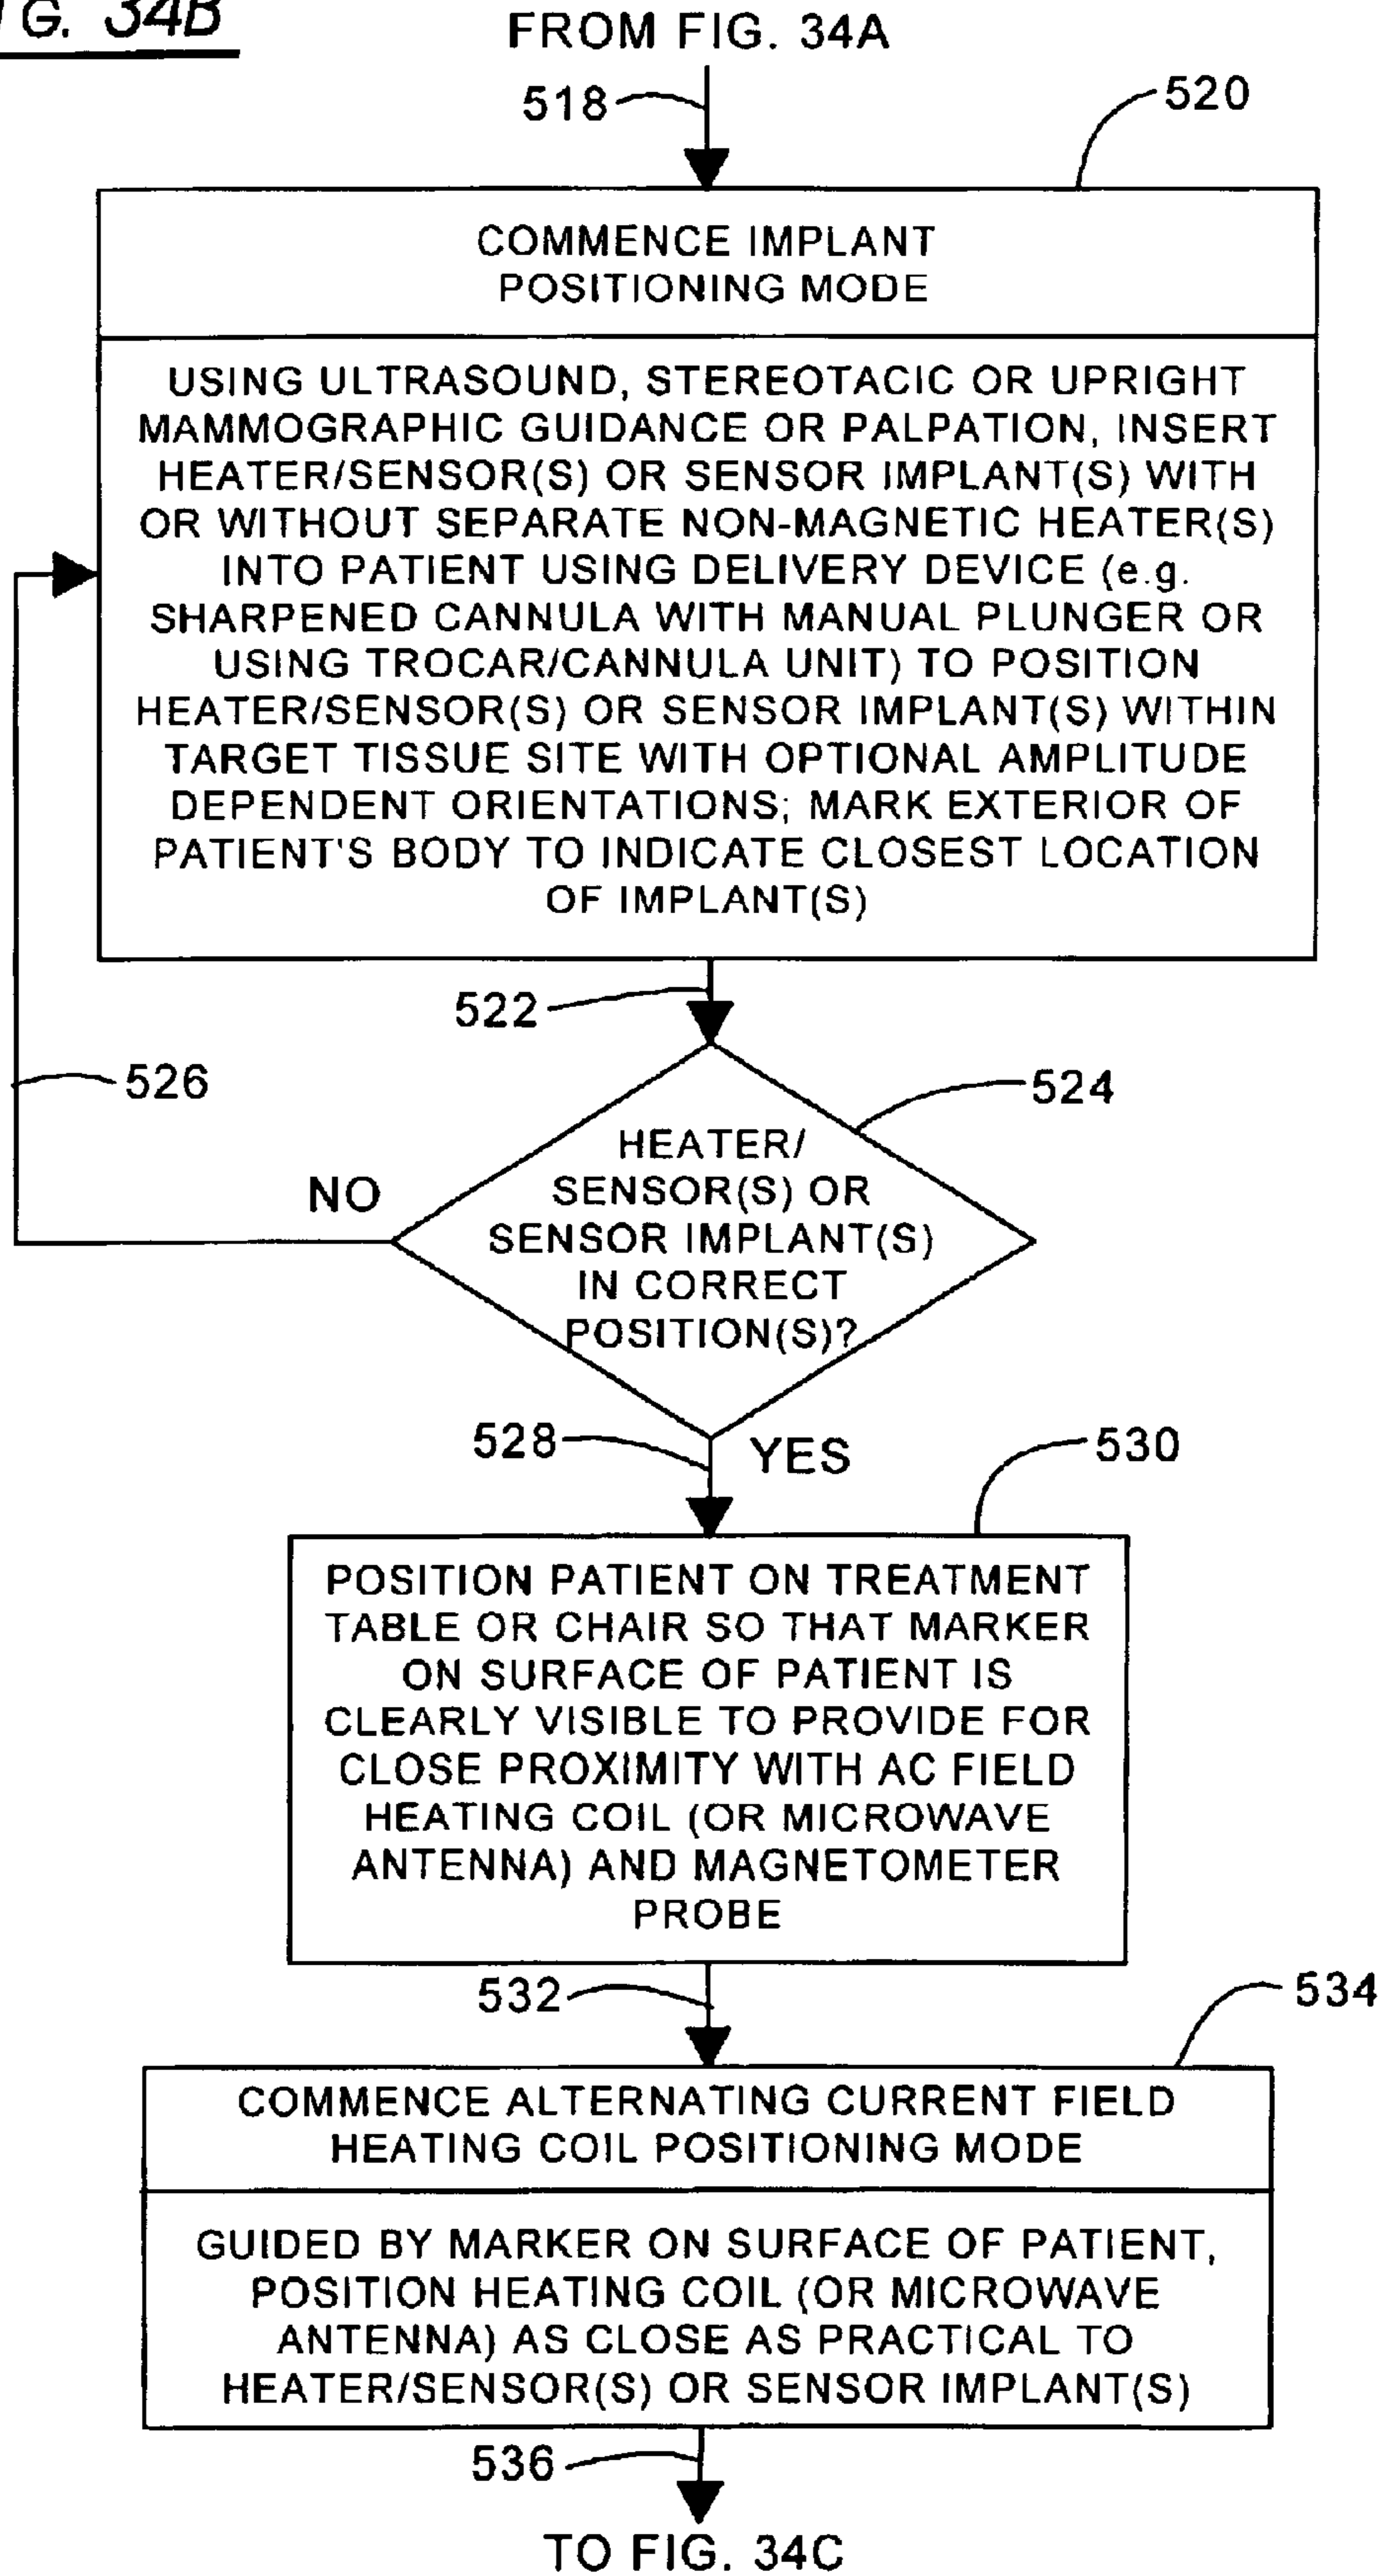 G. 34B
FROM FIG. 34A
518
520
COMMENCE IMPLANT
POSITIONING MODE
USING ULTRASOUND, STEREOTACIC OR UPRIGHT
MAMMOGRAPHIC GUIDANCE OR PALPATION, INSERT
HEATER/SENSOR(S) OR SENSOR IMPLANT(S) WITH
OR WITHOUT SEPARATE NON-MAGNETIC HEATER(S)
INTO PATIENT USING DELIVERY DEVICE (e.g.
SHARPENED CANNULA WITH MANUAL PLUNGER OR
USING TROCAR/CANNULA UNIT) TO POSITION
HEATER/SENSOR(S) OR SENSOR IMPLANT(S) WITHIN
TARGET TISSUE SITE WITH OPTIONAL AMPLITUDE
DEPENDENT ORIENTATIONS; MARK EXTERIOR OF
PATIENT'S BODY TO INDICATE CLOSEST LOCATION
OF IMPLANT(S)
522
526
524
HEATER/
SENSOR(S) OR
SENSOR IMPLANT(S)
IN CORRECT
POSITION(S)?
NO
528
YES
530
POSITION PATIENT ON TREATMENT
TABLE OR CHAIR SO THAT MARKER
ON SURFACE OF PATIENT IS
CLEARLY VISIBLE TO PROVIDE FOR
CLOSE PROXIMITY WITH AC FIELD
HEATING COIL (OR MICROWAVE
ANTENNA) AND MAGNETOMETER
PROBE
532
534
COMMENCE ALTERNATING CURRENT FIELD
HEATING COIL POSITIONING MODE
GUIDED BY MARKER ON SURFACE OF PATIENT,
POSITION HEATING COIL (OR MICROWAVE
ANTENNA) AS CLOSE AS PRACTICAL TO
HEATER/SENSOR(S) OR SENSOR IMPLANT(S)
536
TO FIG. 34C